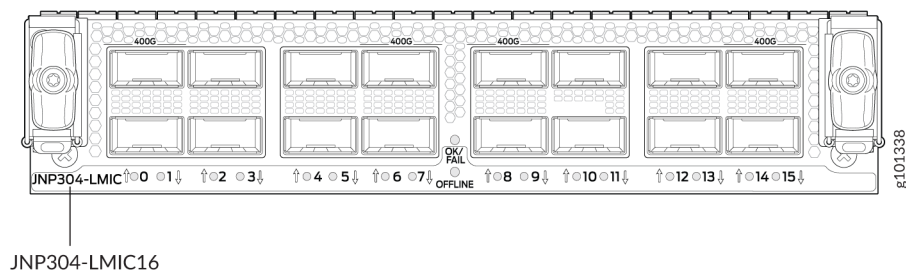 400G 400G 400G 400G
OK/
FAIL
JNP304-LMIC ↑○0 ○1↓ ↑○2 ○3↓ ↑○4 ○5↓ ↑○6 ○7↓ OFFLINE ↑○8 ○9↓ ↑○10 ○11↓ ↑○12 ○13↓ ↑○14 ○15↓
g101338
JNP304-LMIC16